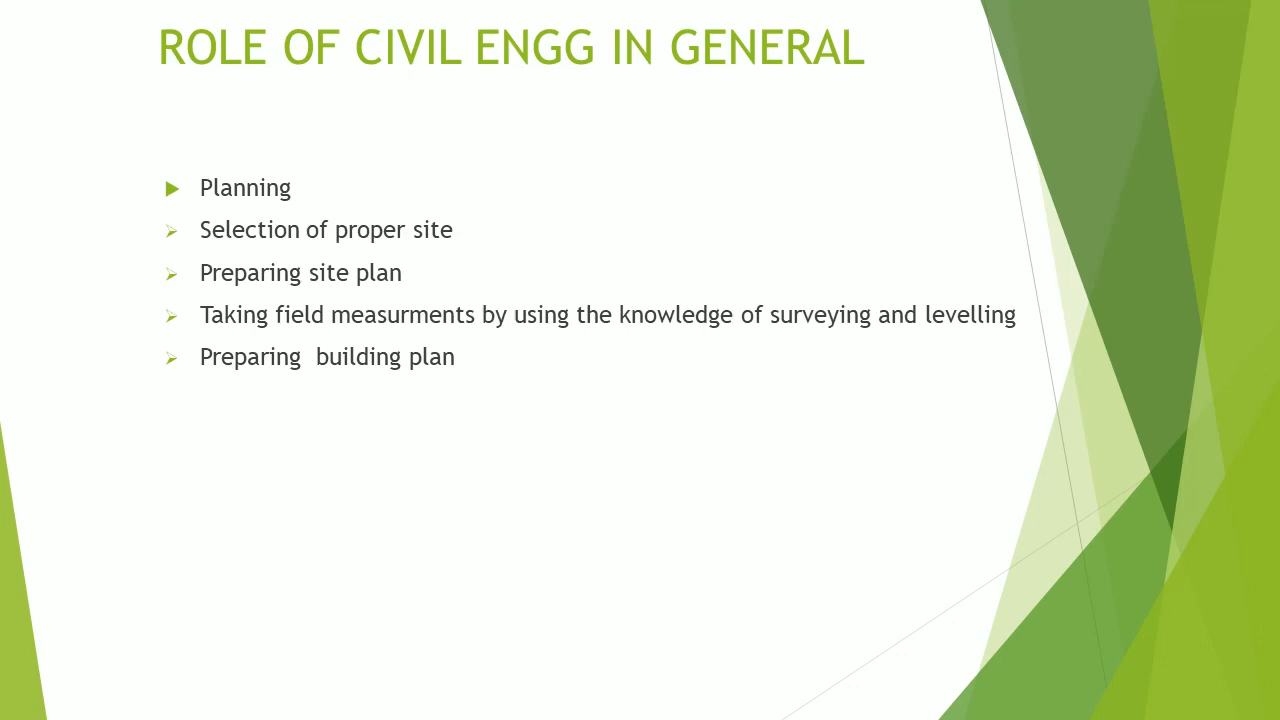 ROLE OF CIVIL ENGG IN GENERAL
Planning
Selection of proper site
Preparing site plan
Taking field measurments by using the knowledge of surveying and levelling
Preparing  building plan